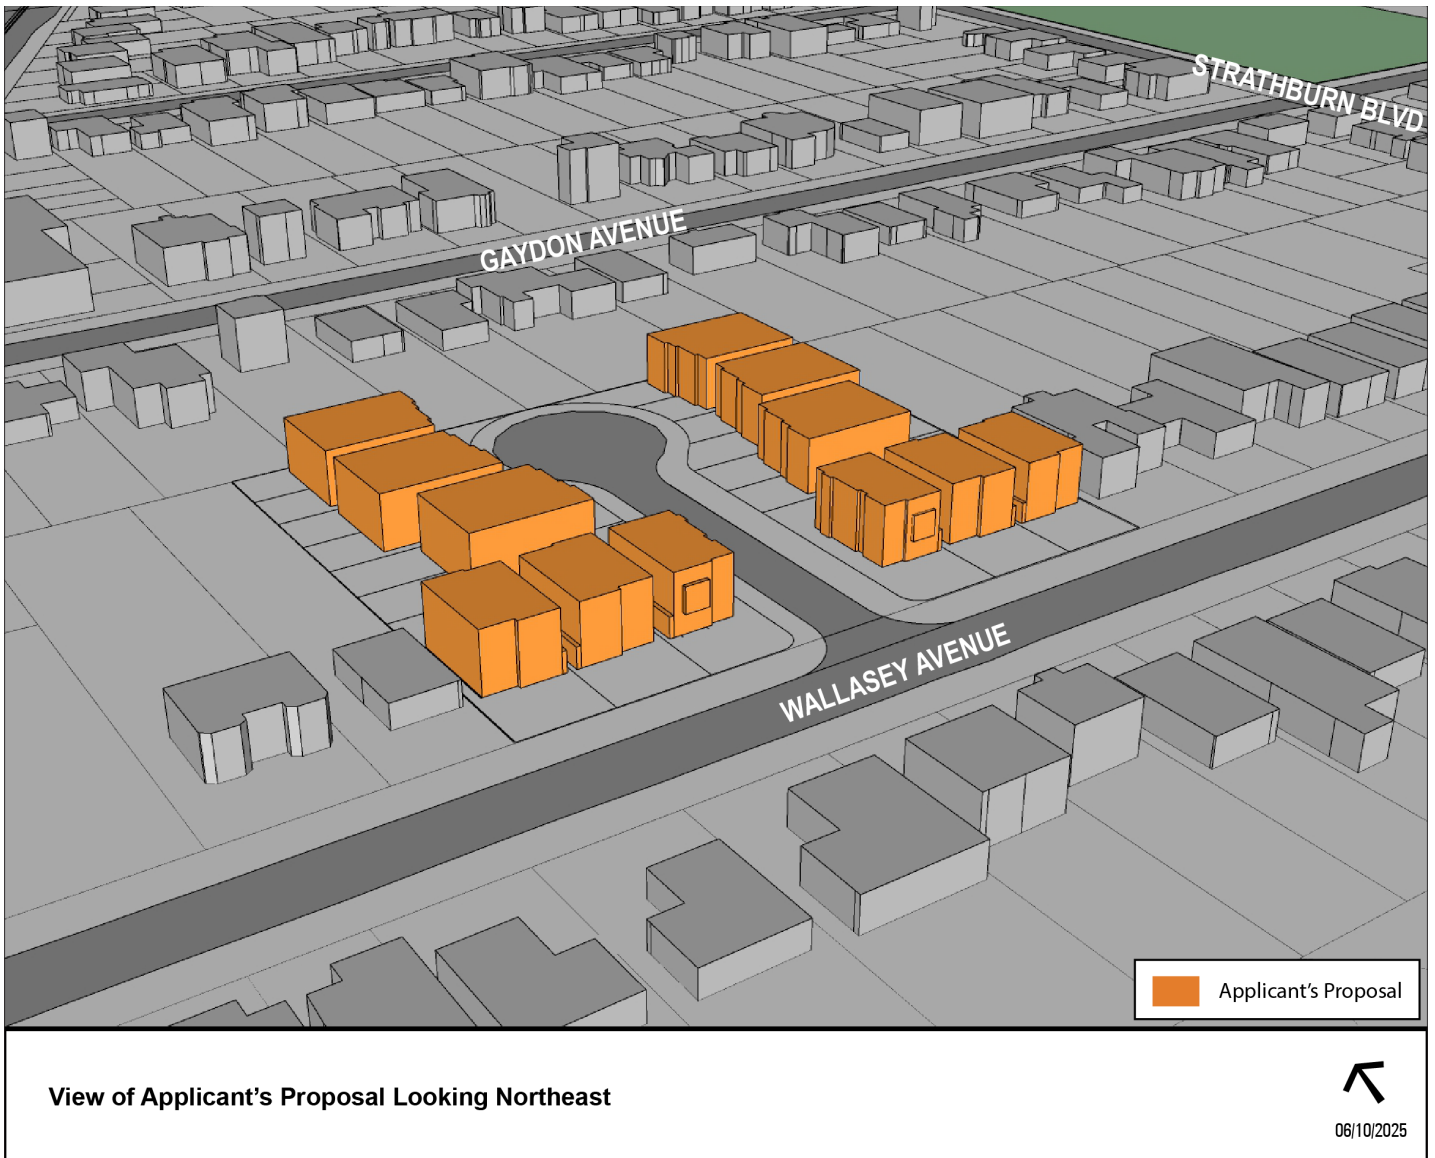 STRATHBURN BLVD
GAYDON AVENUE
WALLASEY AVENUE
Applicant’s Proposal
View of Applicant’s Proposal Looking Northeast
06/10/2025